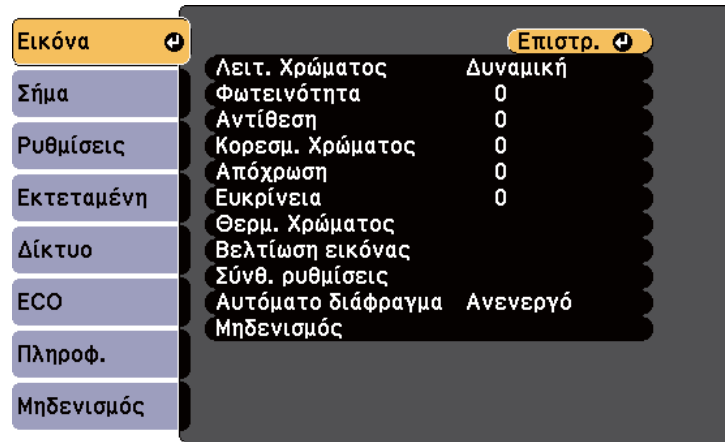 Εικόνα
Σήμα
Ρυθμίσεις
Εκτεταμένη
Δίκτυο
ECO
Πληροφ.
Μηδενισμός
Επιστρ.
Λειτ. Χρώματος Δυναμική
Φωτεινότητα 0
Αντίθεση 0
Κορεσμ. Χρώματος 0
Απόχρωση 0
Ευκρίνεια 0
Θερμ. Χρώματος
Βελτίωση εικόνας
Σύνθ. ρυθμίσεις
Αυτόματο διάφραγμα Ανενεργό
Μηδενισμός